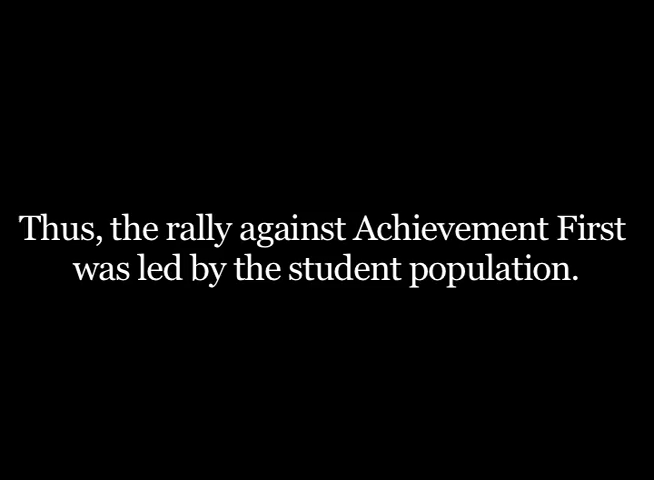 Thus, the rally against Achievement First
was led by the student population.